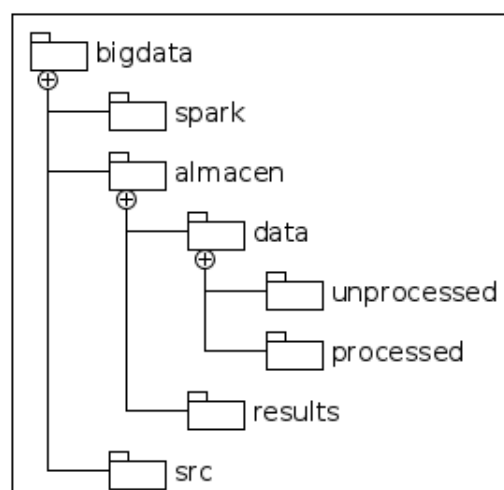 bigdata
spark
almacen
data
unprocessed
processed
results
src